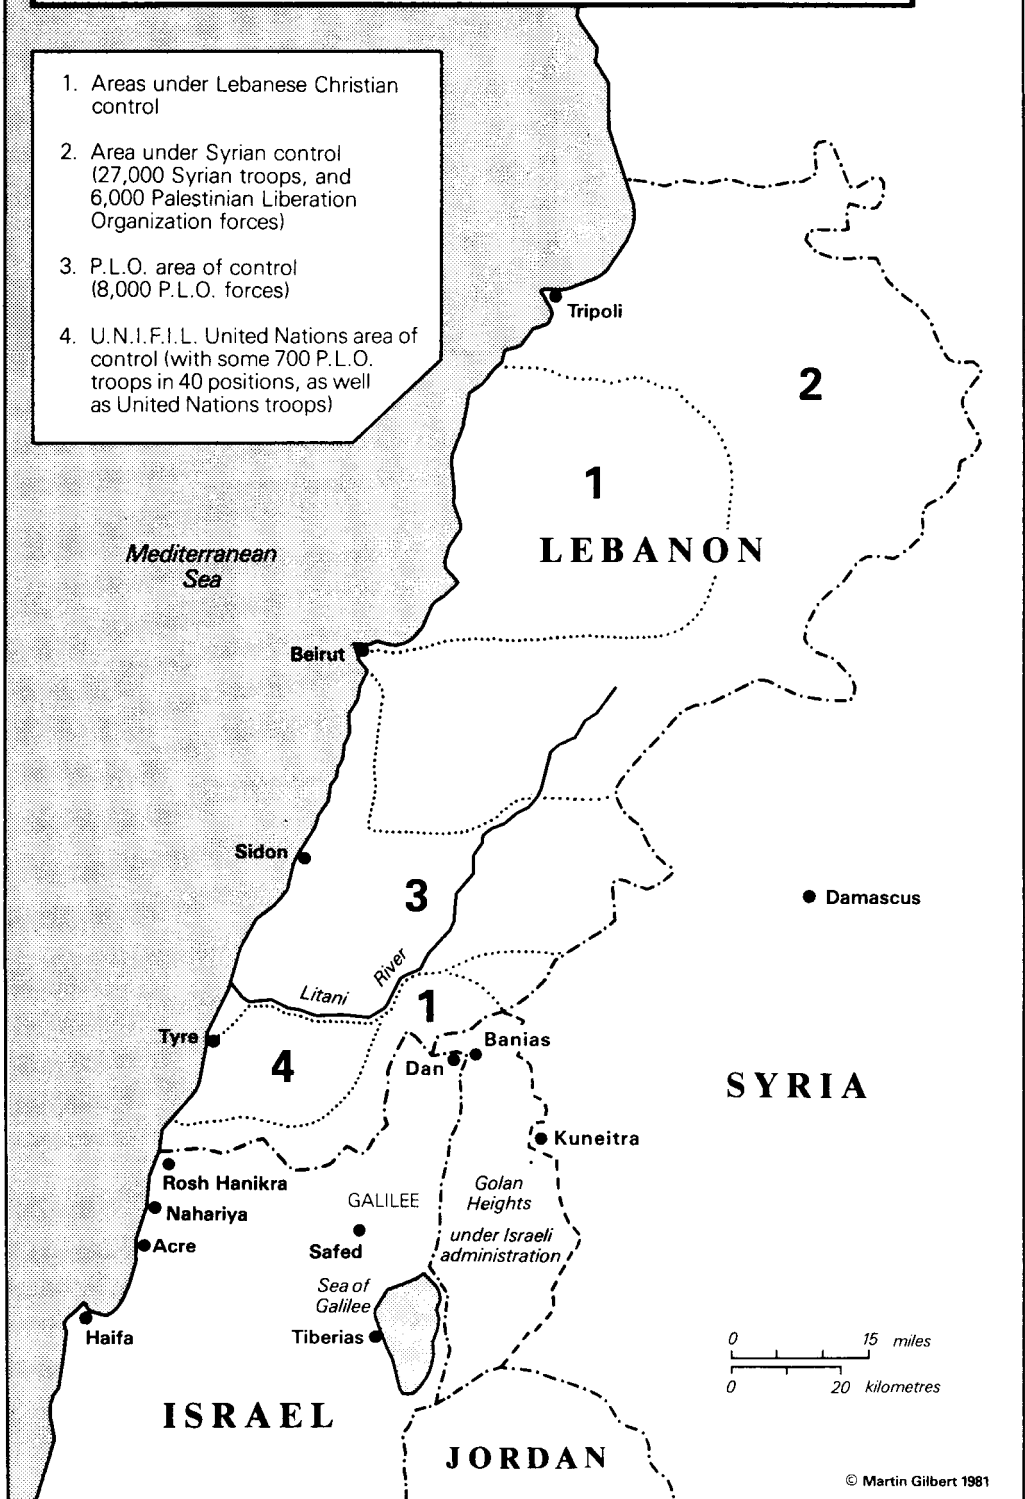 1. Areas under Lebanese Christian
control
2. Area under Syrian control
(27,000 Syrian troops, and
6,000 Palestinian Liberation
Organization forces)
3. P.L.O. area of control
(8,000 P.L.O. forces)
4. U.N.I.F.I.L. United Nations area of
control (with some 700 P.L.O.
troops in 40 positions, as well
as United Nations troops)
Tripoli
2
1
LEBANON
Mediterranean
Sea
Beirut
Sidon
3
Damascus
Litani River
1
Tyre
4
Banias
Dan
SYRIA
Kuneitra
Rosh Hanikra
Nahariya
Acre
GALILEE
Safed
Golan
Heights
under Israeli
administration
Sea of
Galilee
Tiberias
Haifa
0 15 miles
0 20 kilometres
ISRAEL
JORDAN
© Martin Gilbert 1981